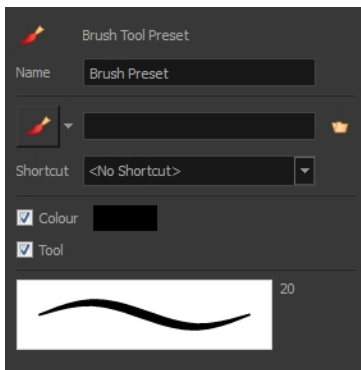 Brush Tool Preset
Name Brush Preset
Shortcut <No Shortcut>
Colour
Tool
20